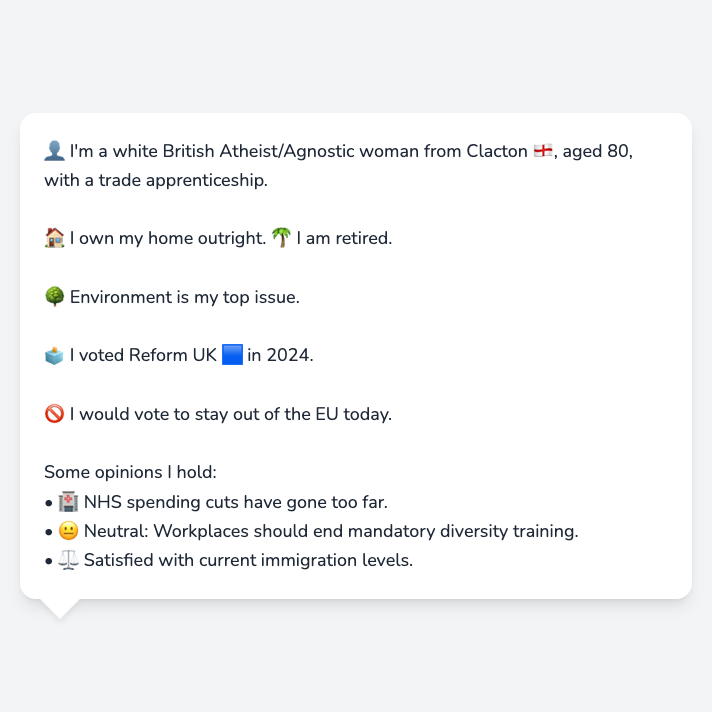 👤 I'm a white British Atheist/Agnostic woman from Clacton 🏴󠁧󠁢󠁥󠁮󠁧󠁿, aged 80,
with a trade apprenticeship.
🏠 I own my home outright. 🌴 I am retired.
🌳 Environment is my top issue.
🗳️ I voted Reform UK 🟦 in 2024.
🚫 I would vote to stay out of the EU today.
Some opinions I hold:
• 🏥 NHS spending cuts have gone too far.
• 😐 Neutral: Workplaces should end mandatory diversity training.
• ⚖️ Satisfied with current immigration levels.